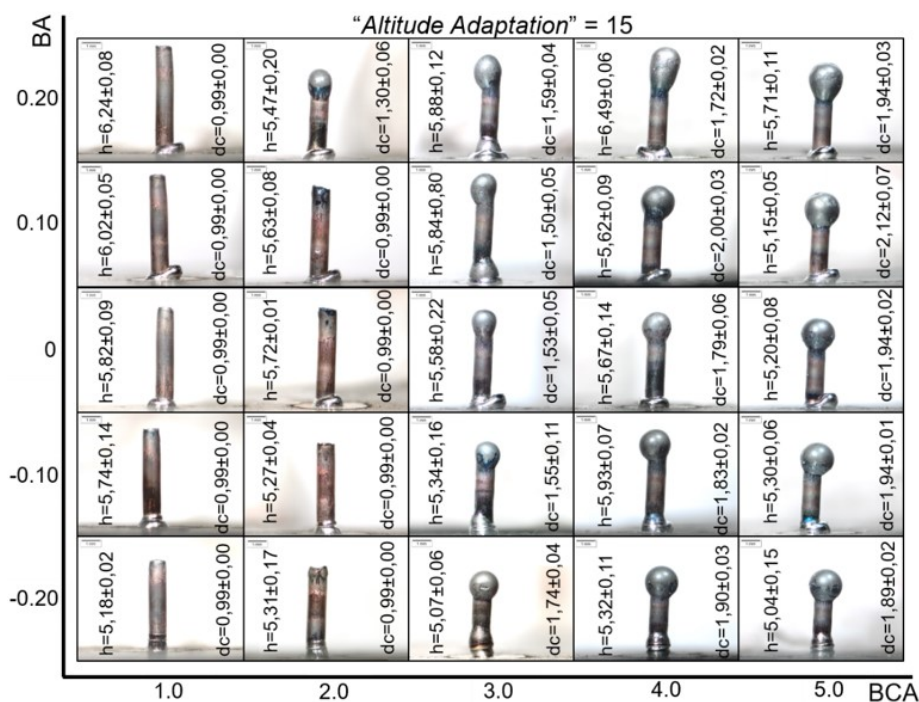 “Altitude Adaptation” = 15
BA
0.20
h=6,24±0,08
dc=0,99±0,00
h=5,47±0,20
dc=1,30±0,06
h=5,88±0,12
dc=1,59±0,04
h=6,49±0,06
dc=1,72±0,02
h=5,71±0,11
dc=1,94±0,03
0.10
h=6,02±0,05
dc=0,99±0,00
h=5,63±0,08
dc=0,99±0,00
h=5,84±0,80
dc=1,50±0,05
h=5,62±0,09
dc=2,00±0,03
h=5,15±0,05
dc=2,12±0,07
0
h=5,82±0,09
dc=0,99±0,00
h=5,72±0,01
dc=0,99±0,00
h=5,58±0,22
dc=1,53±0,05
h=5,67±0,14
dc=1,79±0,06
h=5,20±0,08
dc=1,94±0,02
-0.10
h=5,74±0,14
dc=0,99±0,00
h=5,27±0,04
dc=0,99±0,00
h=5,34±0,16
dc=1,55±0,11
h=5,93±0,07
dc=1,83±0,02
h=5,30±0,06
dc=1,94±0,01
-0.20
h=5,18±0,02
dc=0,99±0,00
h=5,31±0,17
dc=0,99±0,00
h=5,07±0,06
dc=1,74±0,04
h=5,32±0,11
dc=1,90±0,03
h=5,04±0,15
dc=1,89±0,02
1.0
2.0
3.0
4.0
5.0
BCA